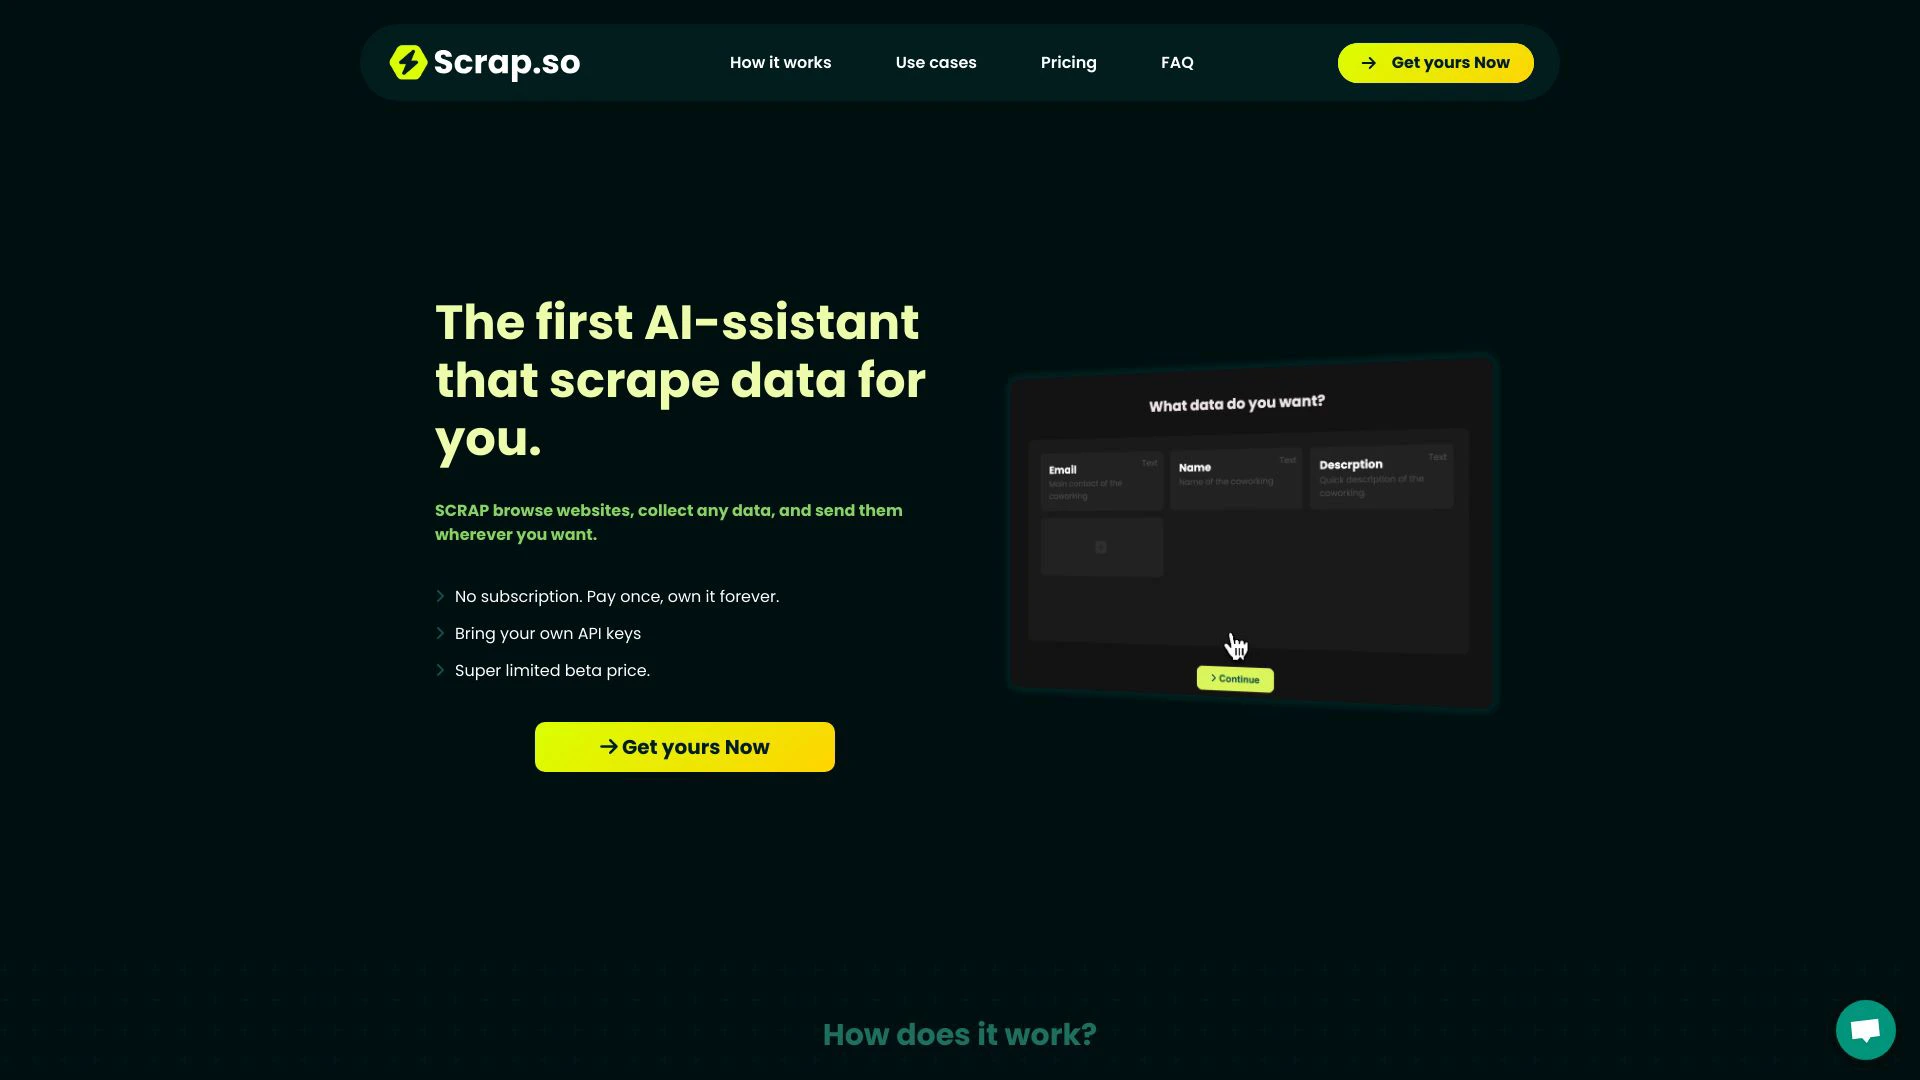 Scrap.so
How it works
Use cases
Pricing
FAQ
Get yours Now
The first AI-ssistant
that scrape data for
you.
SCRAP browse websites, collect any data, and send them
wherever you want.
No subscription. Pay once, own it forever.
Bring your own API keys
Super limited beta price.
Get yours Now
What data do you want?
Email
Text
Main contact of the
coworking
Name
Text
Name of the coworking
Descrption
Text
Quick description of the
coworking.
Continue
How does it work?